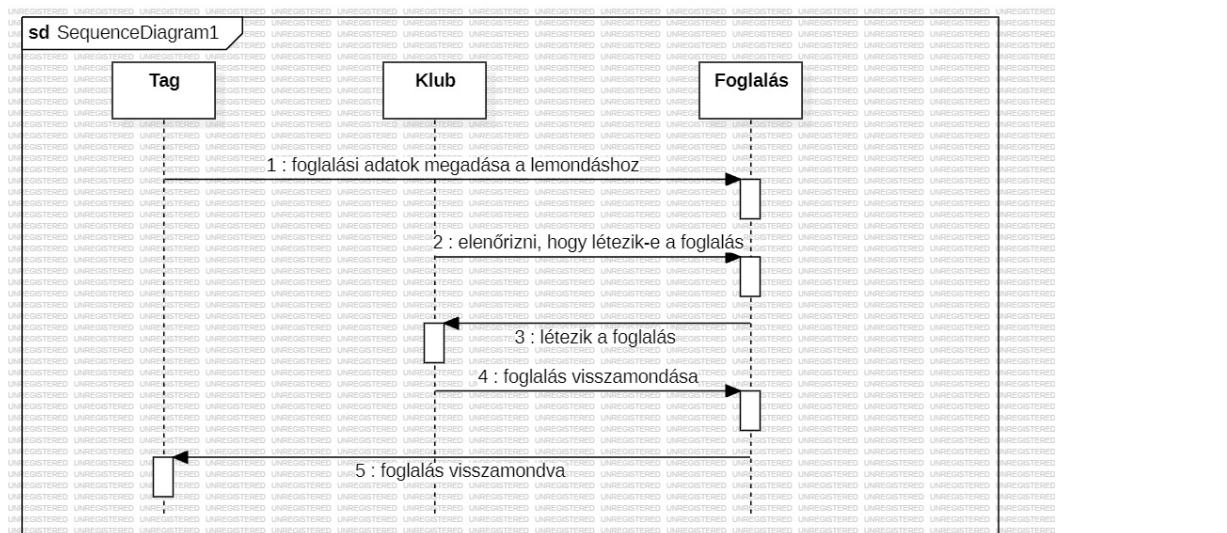 sd SequenceDiagram1
Tag Klub Foglalás
1 : foglalási adatok megadása a lemondáshoz
2 : elenőrizni, hogy létezik-e a foglalás
3 : létezik a foglalás
4 : foglalás visszamondása
5 : foglalás visszamondva
UNREGISTERED